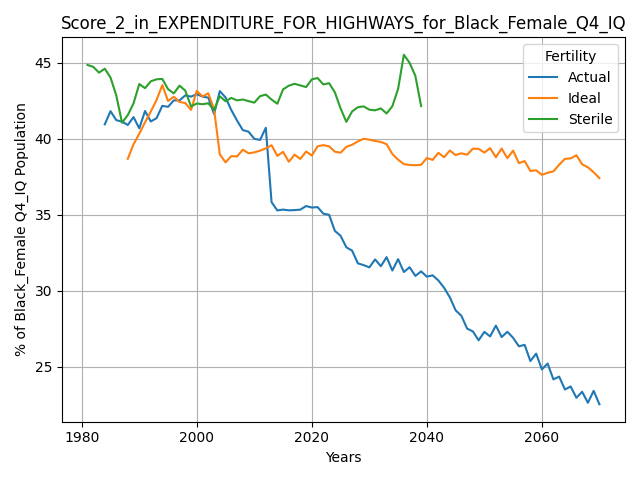 Score_2_in_EXPENDITURE_FOR_HIGHWAYS_for_Black_Female_Q4_IQ
Fertility
Actual
Ideal
Sterile
% of Black_Female Q4_IQ Population
45
40
35
30
25
1980
2000
2020
2040
2060
Years